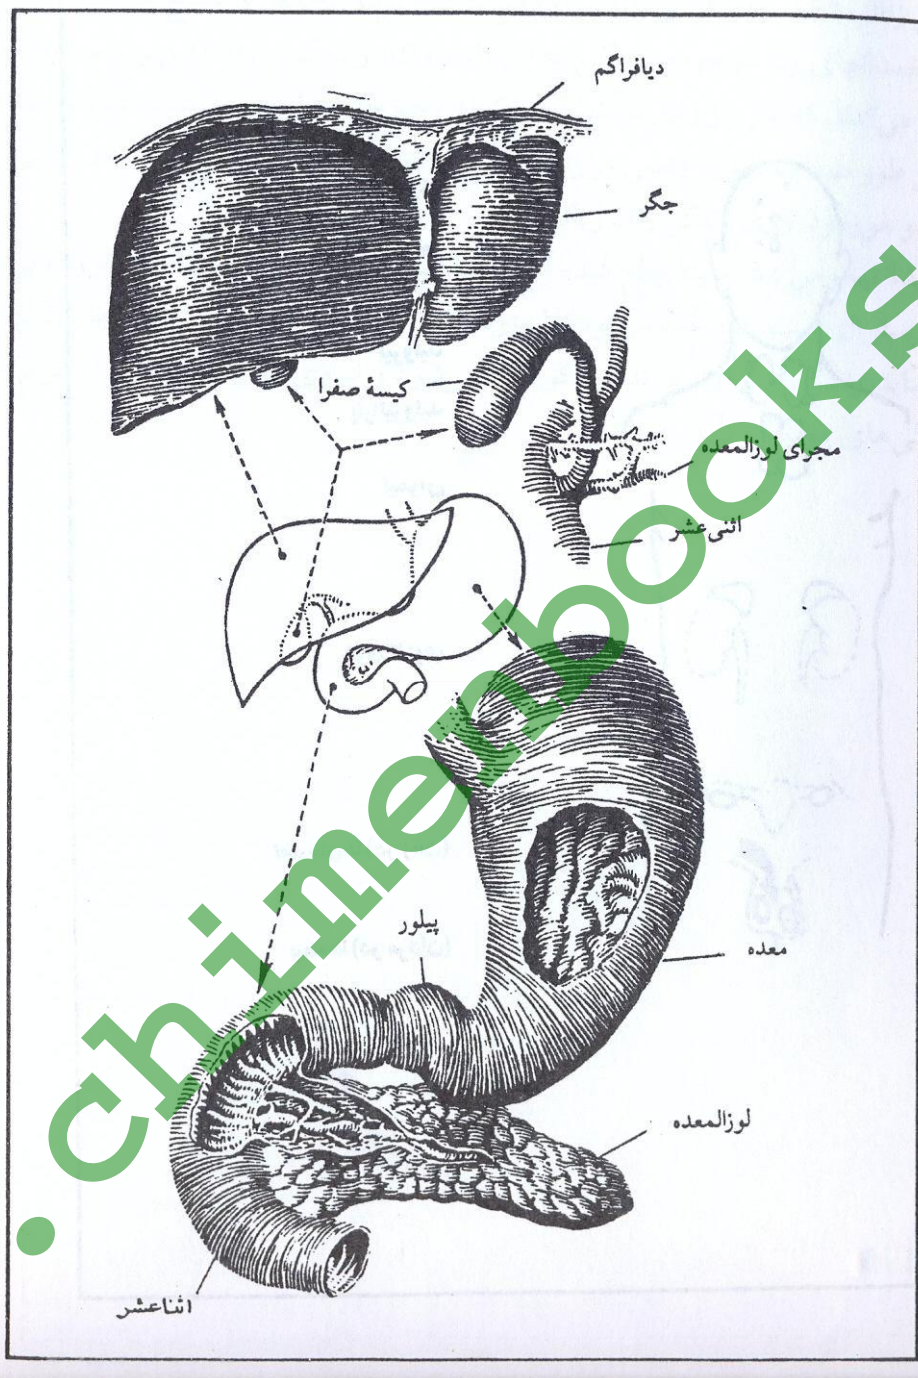 دیافراگم
جگر
کیسهٔ صفرا
مجرای لوزالمعده
اثنی‌عشر
پیلور
معده
لوزالمعده
اثناعشر
chimenbooks